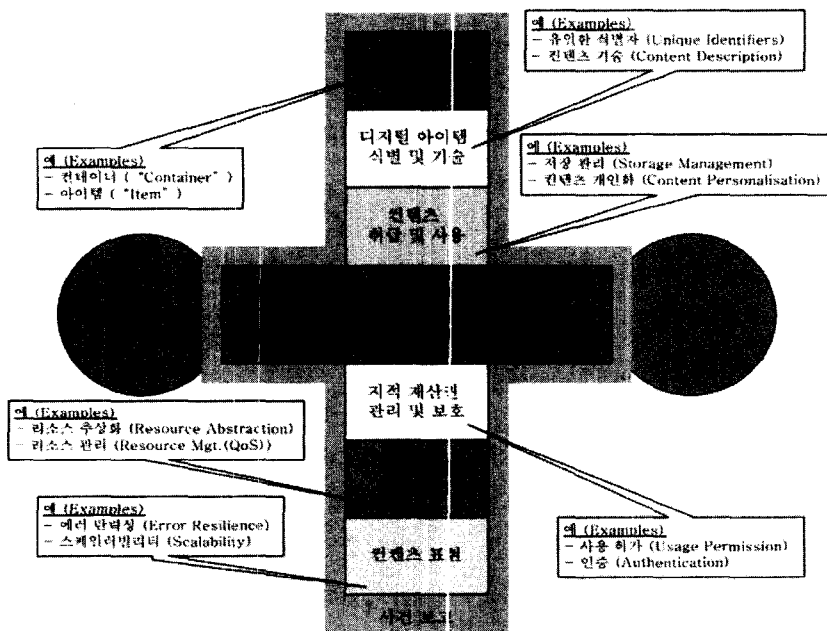 예 (Examples)
- 유일한 식별자 (Unique Identifiers)
- 컨텐츠 기술 (Content Description)
디지털 아이템
식별 및 기술
예 (Examples)
- 컨테이너 ( "Container" )
- 아이템 ( "Item" )
예 (Examples)
- 저장 관리 (Storage Management)
- 컨텐츠 개인화 (Content Personalisation)
컨텐츠
취급 및 사용
지적 재산권
관리 및 보호
예 (Examples)
- 리소스 추상화 (Resource Abstraction)
- 리소스 관리 (Resource Mgt.(QoS))
예 (Examples)
- 에러 탄력성 (Error Resilience)
- 스케일러빌리티 (Scalability)
컨텐츠 표현
예 (Examples)
- 사용 허가 (Usage Permission)
- 인증 (Authentication)
사건 보고